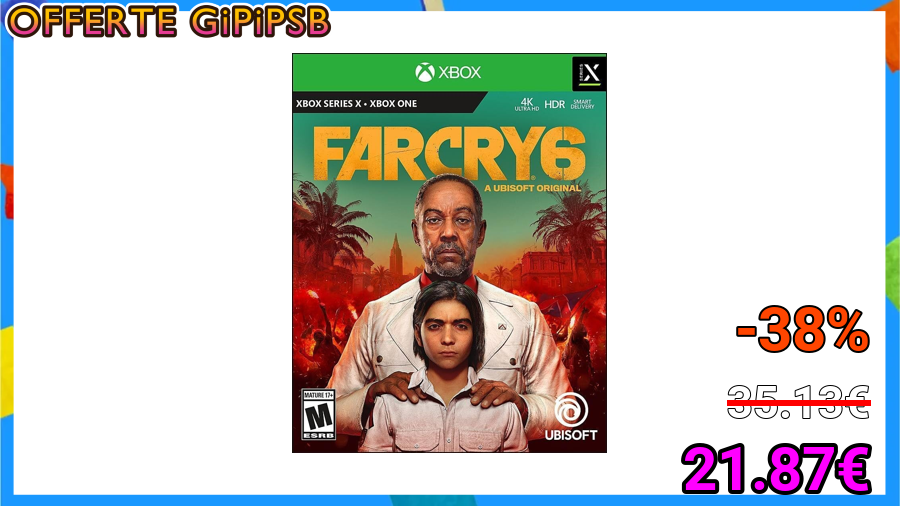 OFFERTE GiPiPSB
XBOX
SERIES X
XBOX SERIES X • XBOX ONE
4K
ULTRA HD
HDR
SMART
DELIVERY
FARCRY6
A UBISOFT ORIGINAL
-38%
35.13€
21.87€
MATURE 17+
M
ESRB
UBISOFT